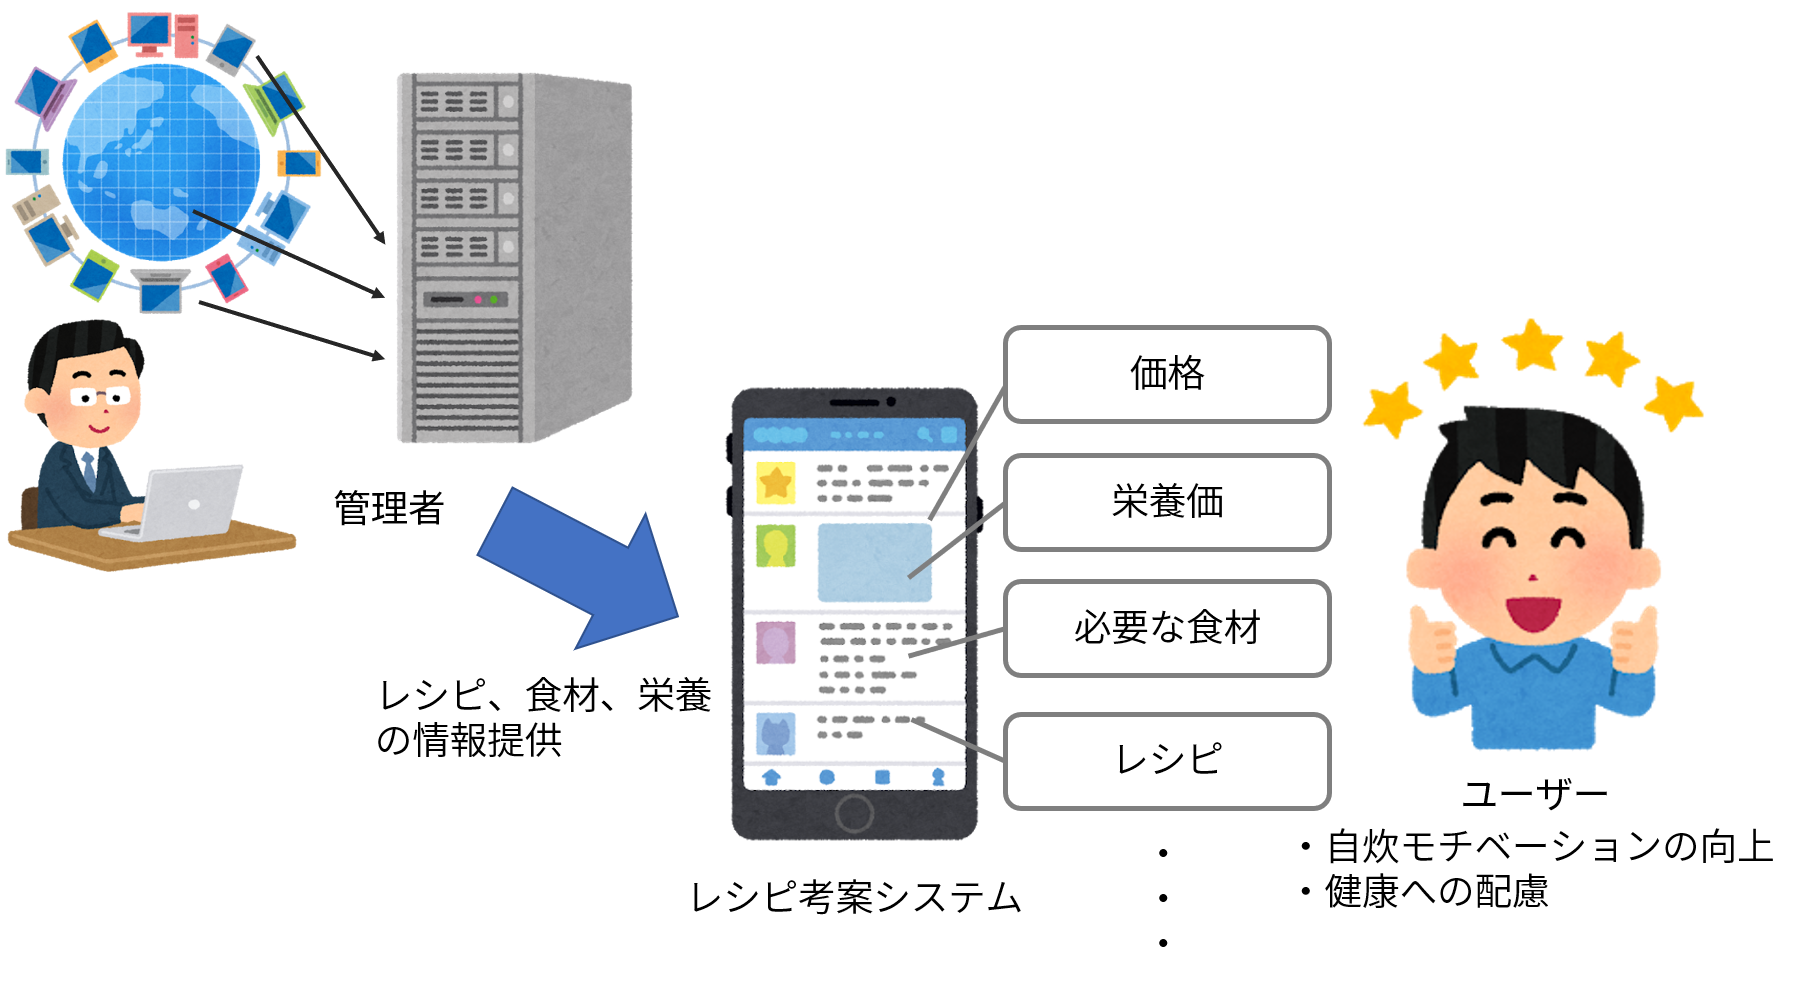 管理者
レシピ、食材、栄養
の情報提供
レシピ考案システム
価格
栄養価
必要な食材
レシピ
・
・
・
ユーザー
・自炊モチベーションの向上
・健康への配慮